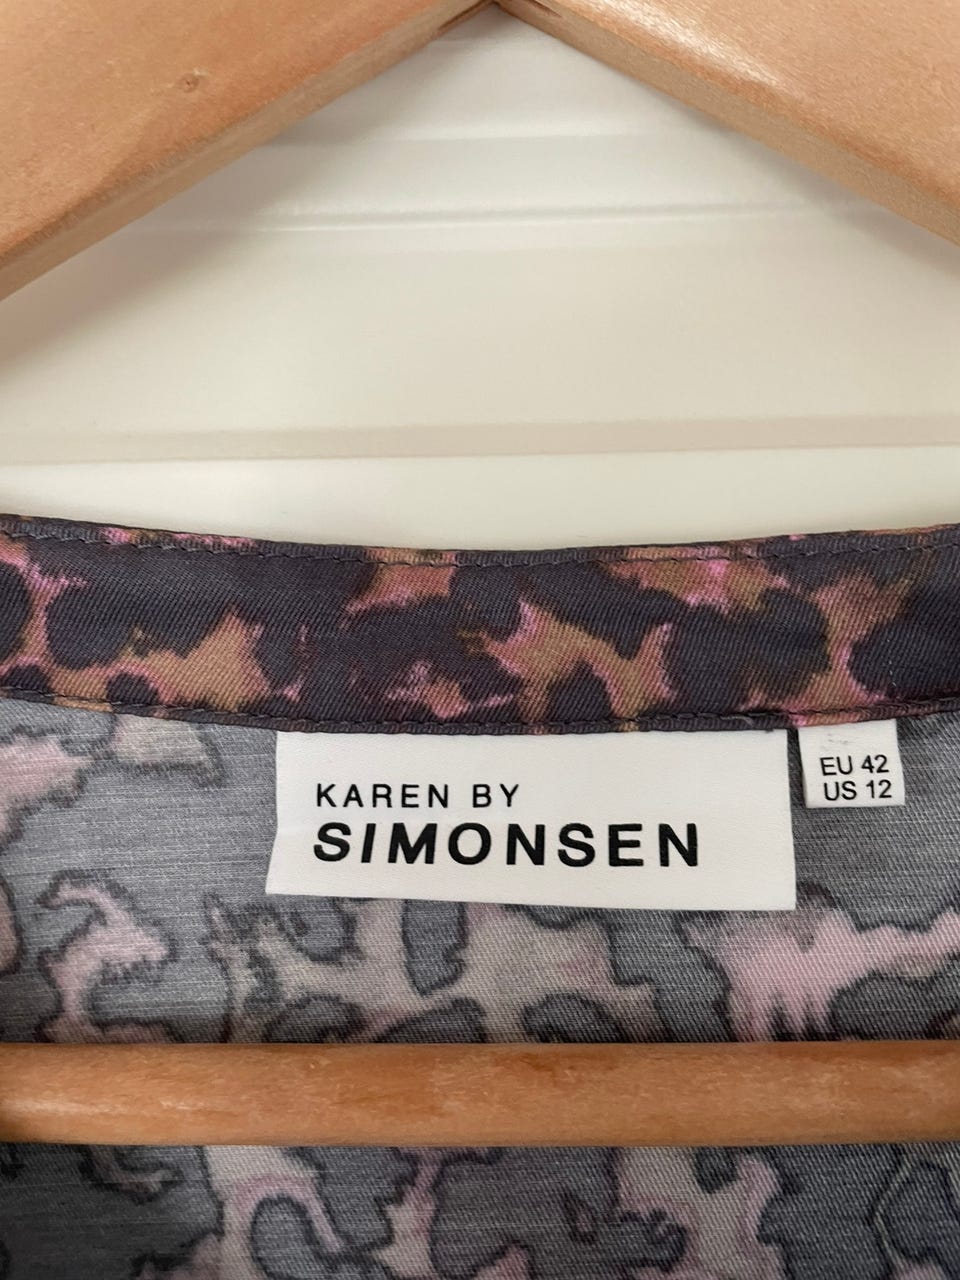 KAREN BY
SIMONSEN
EU 42
US 12